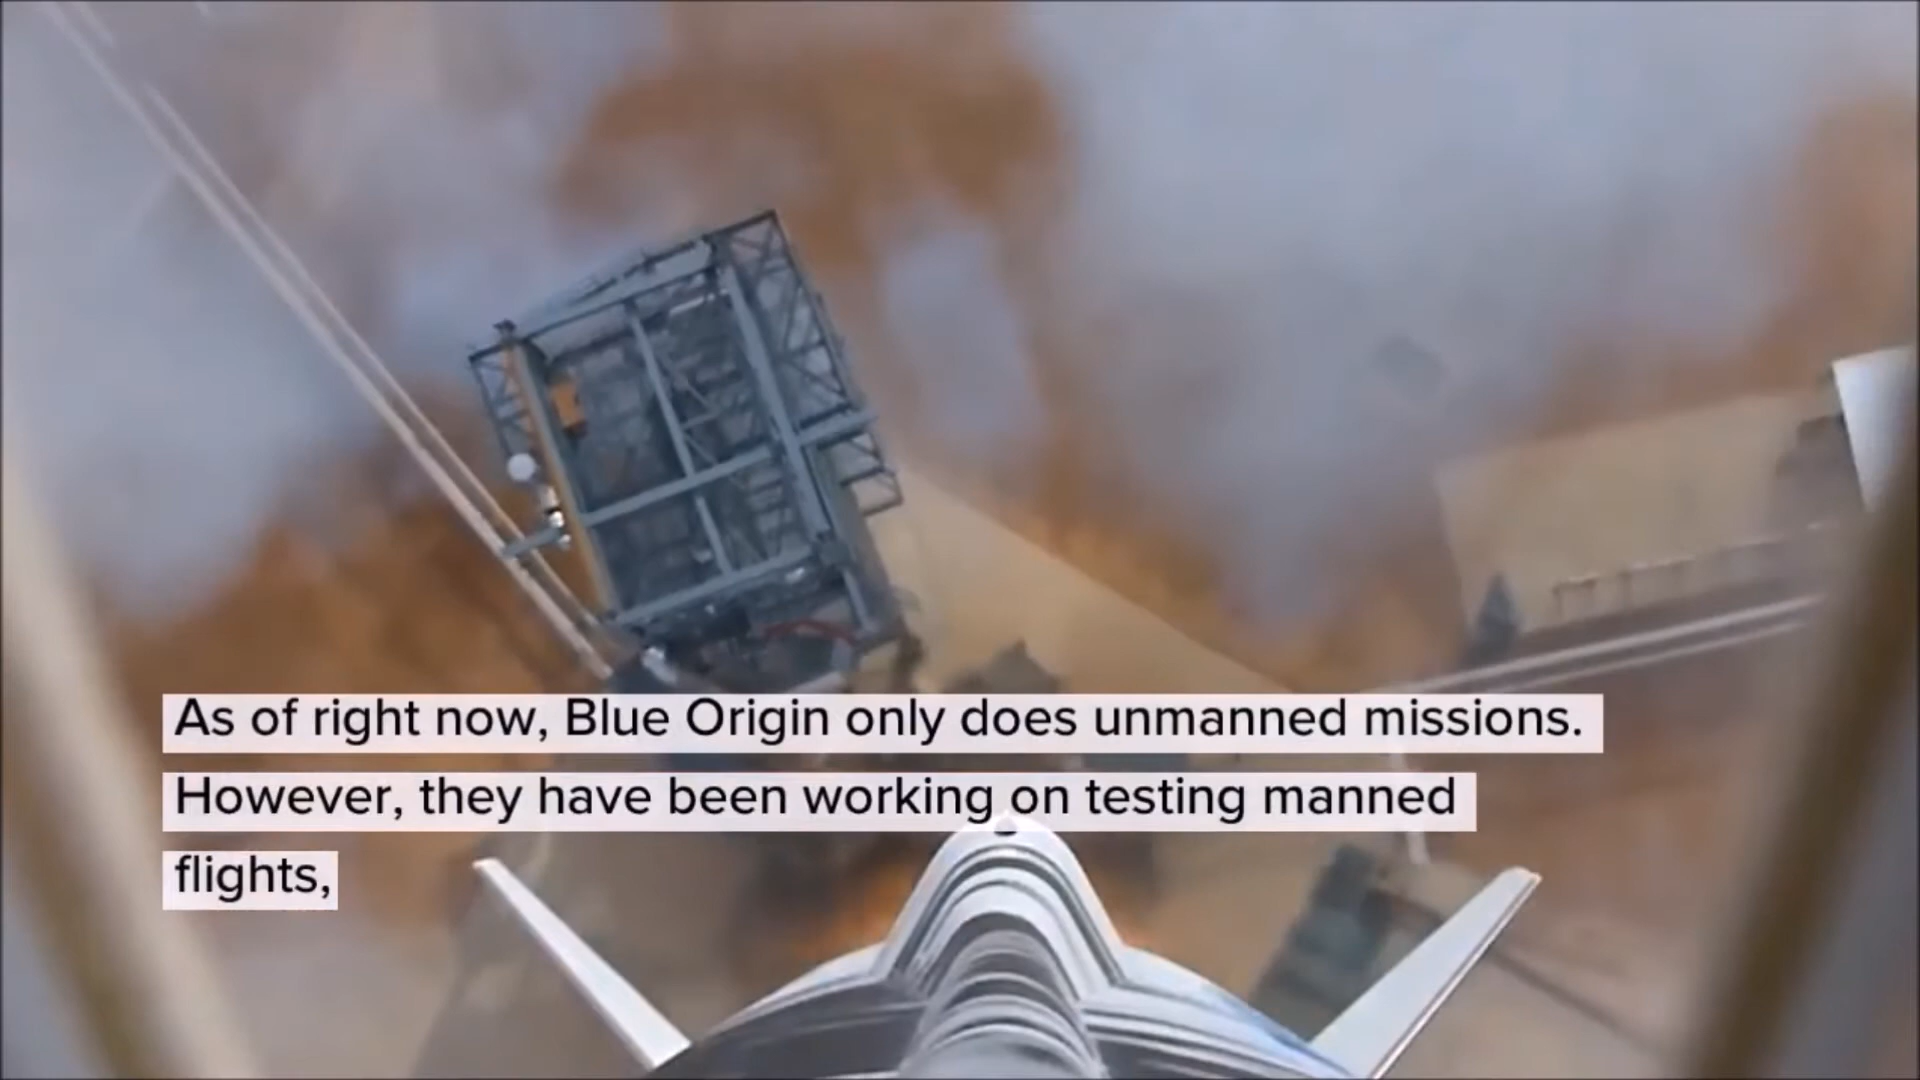 As of right now, Blue Origin only does unmanned missions.
However, they have been working on testing manned
flights,